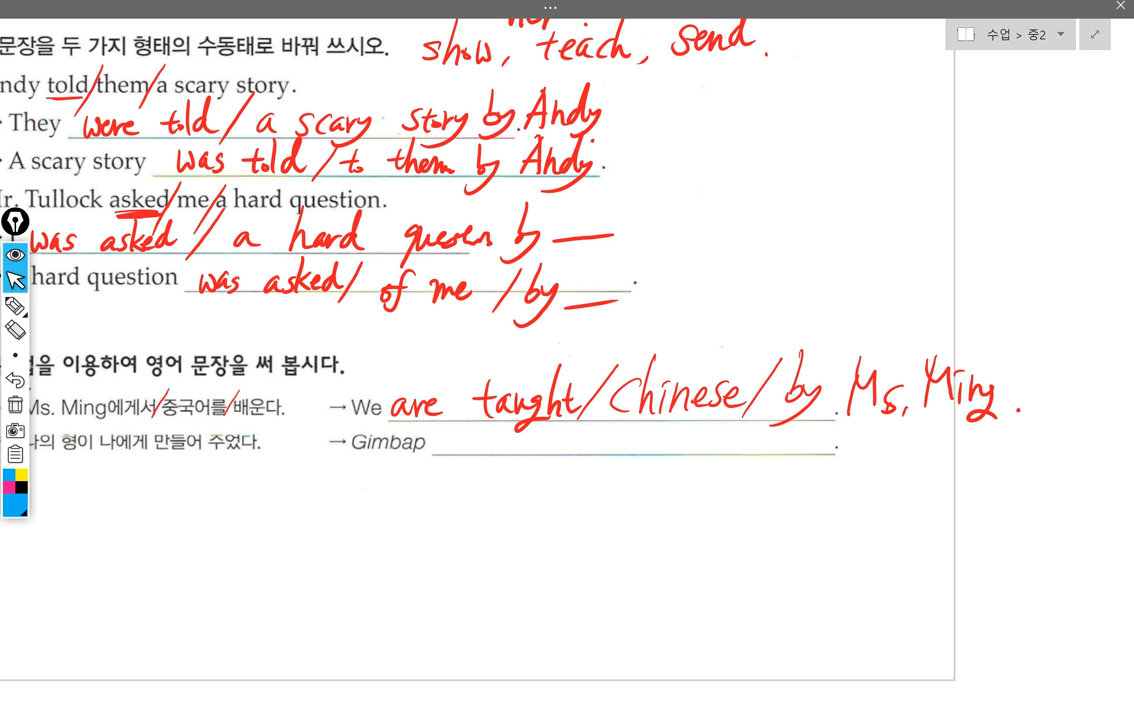 show, teach, send.
문장을 두 가지 형태의 수동태로 바꿔 쓰시오.
ndy told/them/a scary story.
They were told / a scary story by Andy.
A scary story was told / to them by Andy.
Ir. Tullock asked/me/a hard question.
was asked / a hard by —
hard question was asked / of me / by —.
을 이용하여 영어 문장을 써 봅시다.
Ms. Ming에게서/중국어를/배운다. → We are taught / Chinese / by Ms. Ming.
나의 형이 나에게 만들어 주었다. → Gimbap .
수업 > 중2